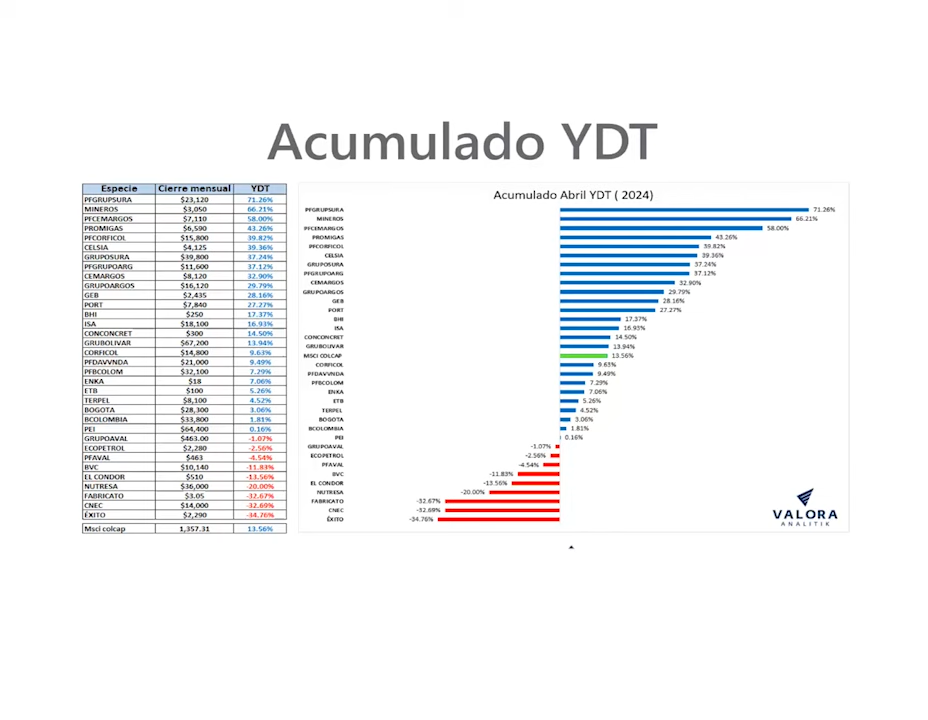 Acumulado YDT
Especie Cierre mensual YDT
PFGRUPSURA $23,120 71.26%
MINEROS $3,050 66.21%
PFCEMARGOS $7,110 58.00%
PROMIGAS $6,590 43.26%
PFCORFICOL $15,800 39.82%
CELSIA $4,125 39.36%
GRUPOSURA $39,800 37.24%
PFGRUPOARG $11,600 37.12%
CEMARGOS $8,120 32.90%
GRUPOARGOS $16,120 29.79%
GEB $2,435 28.16%
PORT $7,840 27.27%
BHI $250 17.37%
ISA $18,100 16.93%
CONCONCRET $300 14.50%
GRUBOLIVAR $67,200 13.94%
CORFICOL $14,800 9.63%
PFDAVVNDA $21,000 9.49%
PFBCOLOM $32,100 7.29%
ENKA $18 7.06%
ETB $100 5.26%
TERPEL $8,100 4.52%
BOGOTA $28,300 3.06%
BCOLOMBIA $33,800 1.81%
PEI $64,400 0.16%
GRUPOAVAL $463.00 -1.07%
ECOPETROL $2,280 -2.56%
PFAVAL $463 -4.54%
BVC $10,140 -11.83%
EL CONDOR $510 -13.56%
NUTRESA $36,000 -20.00%
FABRICATO $3.05 -32.67%
CNEC $14,000 -32.69%
ÉXITO $2,290 -34.76%
Msci colcap 1,357.31 13.56%
Acumulado Abril YDT ( 2024)
PFGRUPSURA 71.26%
MINEROS 66.21%
PFCEMARGOS 58.00%
PROMIGAS 43.26%
PFCORFICOL 39.82%
CELSIA 39.36%
GRUPOSURA 37.24%
PFGRUPOARG 37.12%
CEMARGOS 32.90%
GRUPOARGOS 29.79%
GEB 28.16%
PORT 27.27%
BHI 17.37%
ISA 16.93%
CONCONCRET 14.50%
GRUBOLIVAR 13.94%
MSCI COLCAP 13.56%
CORFICOL 9.63%
PFDAVVNDA 9.49%
PFBCOLOM 7.29%
ENKA 7.06%
ETB 5.26%
TERPEL 4.52%
BOGOTA 3.06%
BCOLOMBIA 1.81%
PEI 0.16%
GRUPOAVAL -1.07%
ECOPETROL -2.56%
PFAVAL -4.54%
BVC -11.83%
EL CONDOR -13.56%
NUTRESA -20.00%
FABRICATO -32.67%
CNEC -32.69%
ÉXITO -34.76%
VALORA
ANALITIK